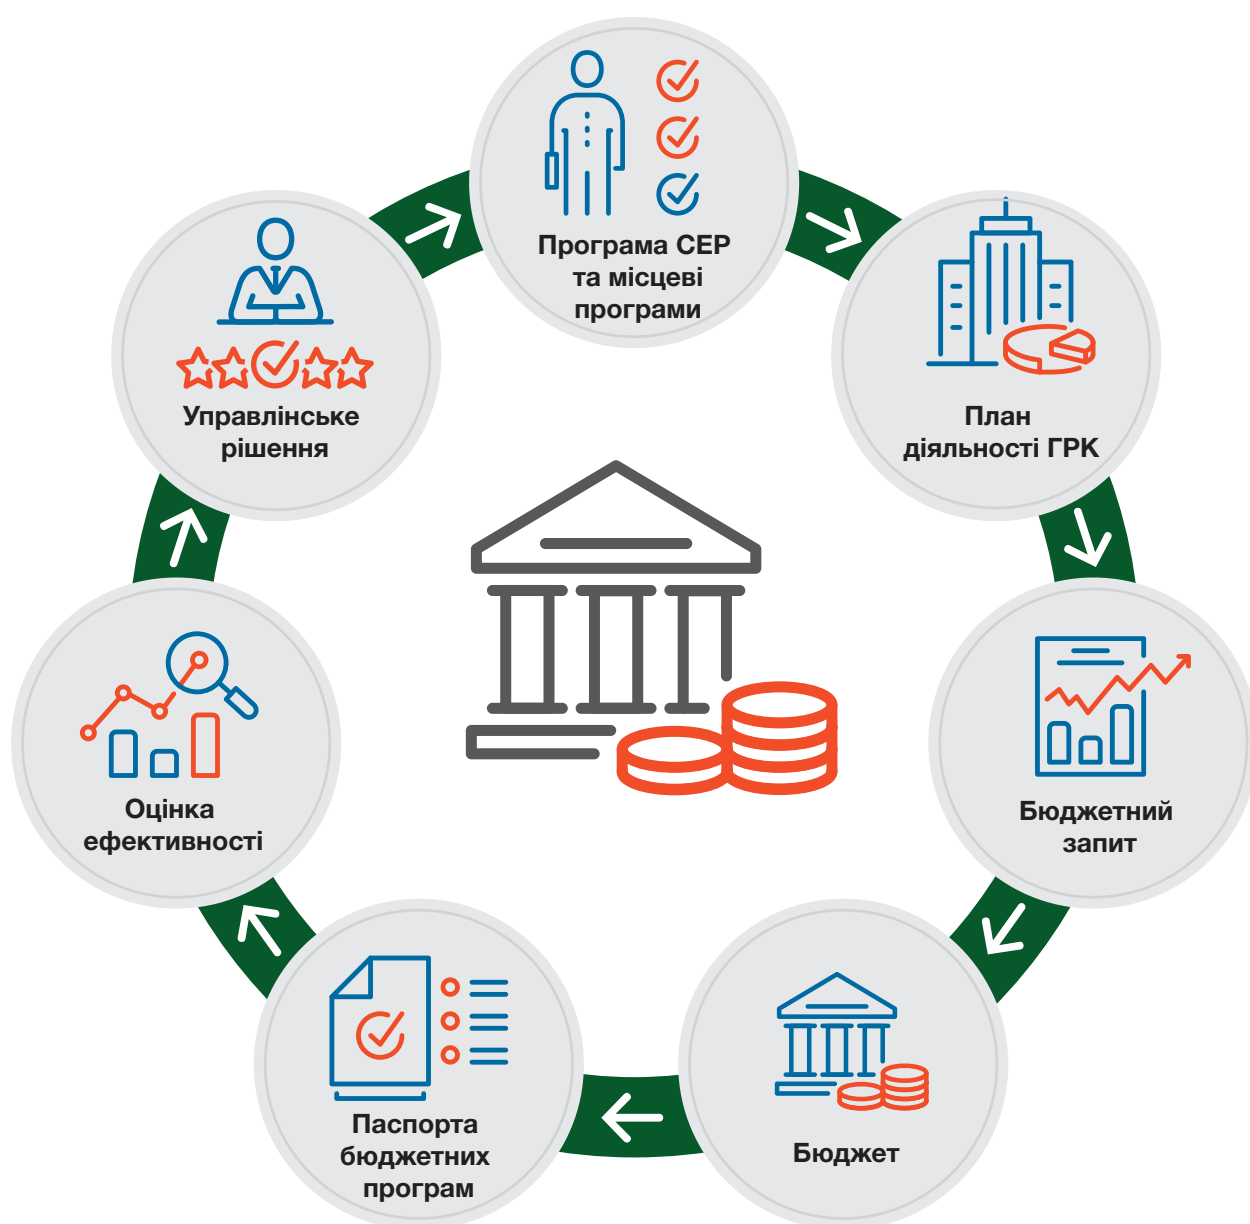 Програма СЕР
та місцеві
програми
План
діяльності ГРК
Бюджетний
запит
Бюджет
Паспорта
бюджетних
програм
Оцінка
ефективності
Управлінське
рішення